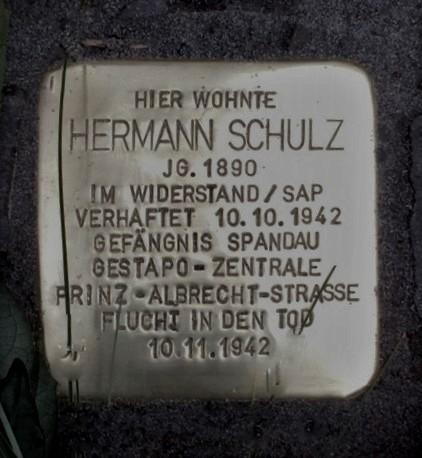 HIER WOHNTE
HERMANN SCHULZ
JG. 1890
IM WIDERSTAND / SAP
VERHAFTET 10.10.1942
GEFÄNGNIS SPANDAU
GESTAPO-ZENTRALE
PRINZ-ALBRECHT-STRASSE
FLUCHT IN DEN TOD
10.11.1942